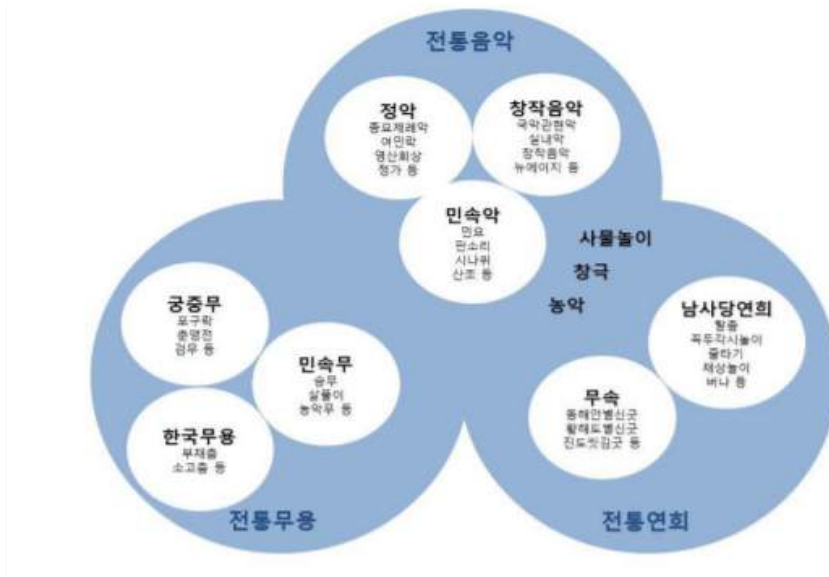 전통음악
정악
종묘제례악
여민락
영산회상
정가 등
창작음악
국악관현악
실내악
창작음악
뉴에이지 등
민속악
민요
판소리
시나위
산조 등
사물놀이
창극
농악
궁중무
포구락
춘앵전
검무 등
민속무
승무
살풀이
농악무 등
한국무용
부채춤
소고춤 등
전통무용
남사당연희
탈춤
꼭두각시놀이
줄타기
재상놀이
버나 등
무속
동해안별신굿
황해도별신굿
진도씻김굿 등
전통연희